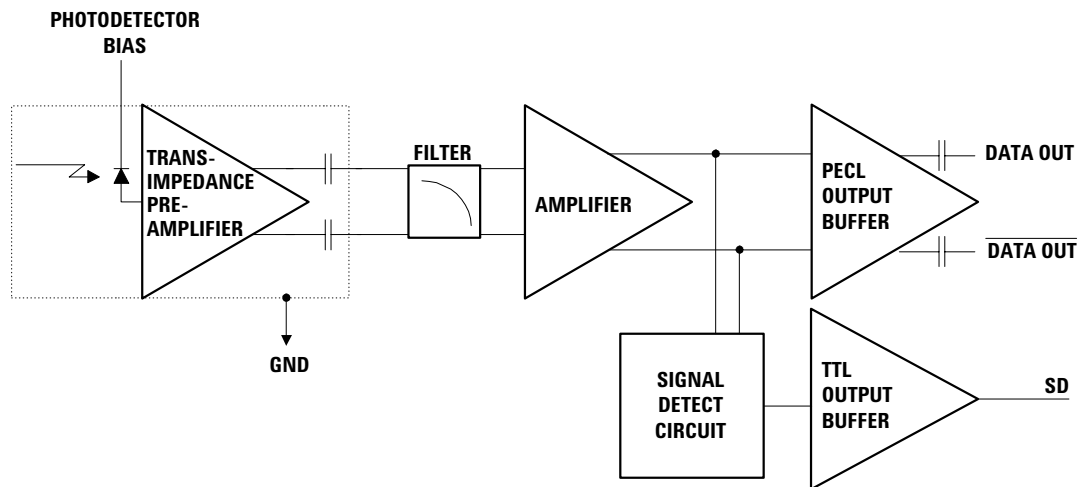 PHOTODETECTOR
BIAS
TRANS-
IMPEDANCE
PRE-
AMPLIFIER
GND
FILTER
AMPLIFIER
PECL
OUTPUT
BUFFER
DATA OUT
DATA OUT
SIGNAL
DETECT
CIRCUIT
TTL
OUTPUT
BUFFER
SD